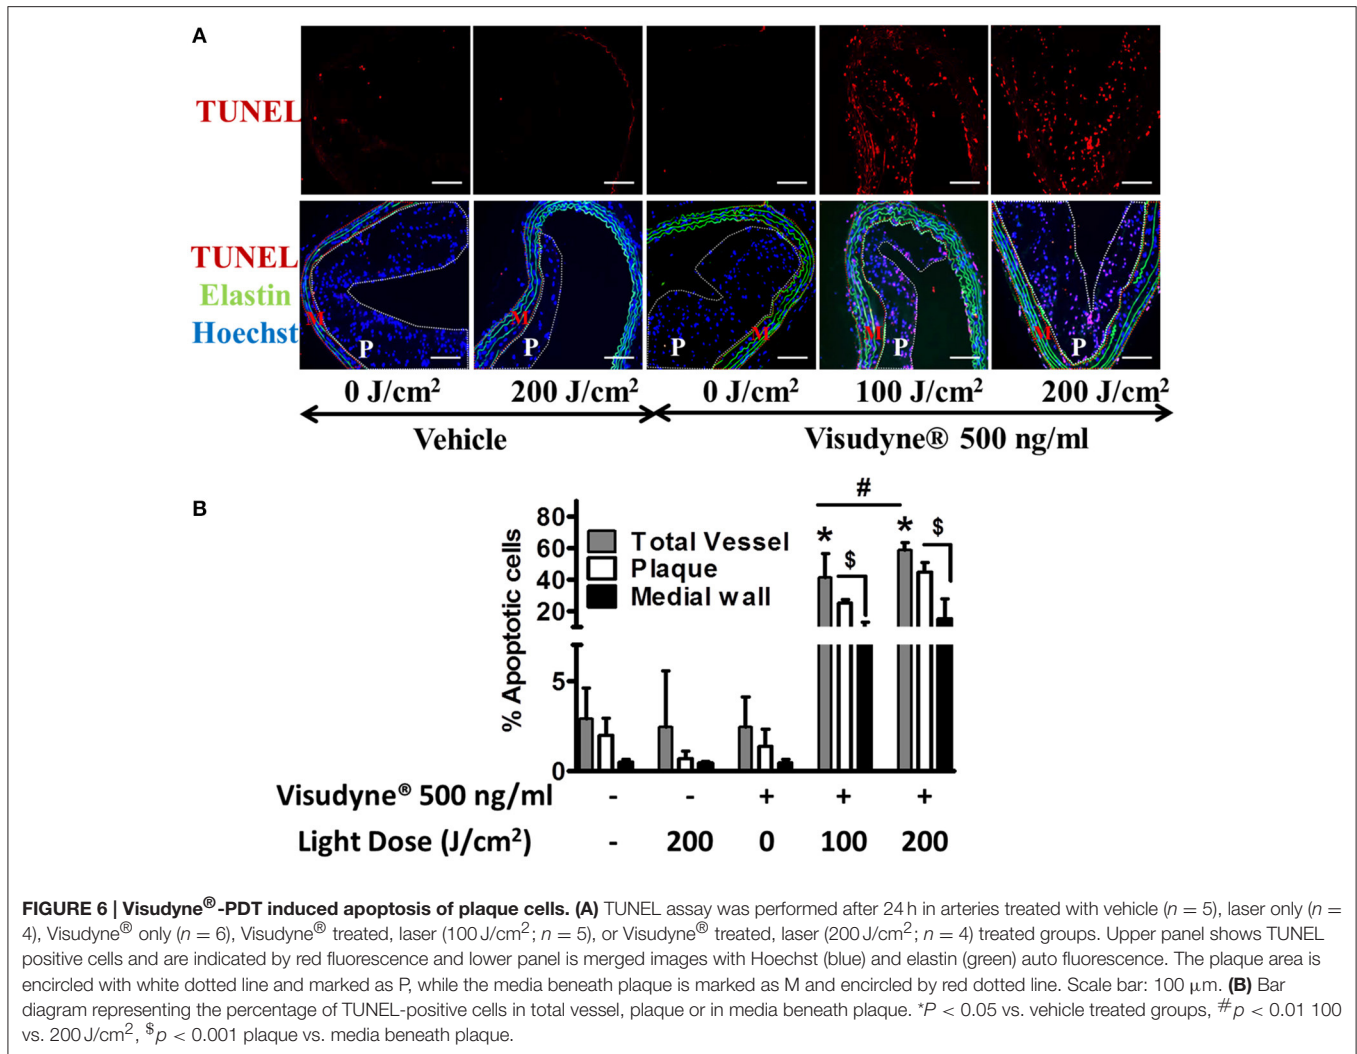 A
TUNEL
TUNEL
Elastin
Hoechst
M
P
M
P
M
P
M
P
M
P
0 J/cm²
200 J/cm²
0 J/cm²
100 J/cm²
200 J/cm²
Vehicle
Visudyne® 500 ng/ml
B
#
* $ * $
80
60
40
20
5
0
% Apoptotic cells
Total Vessel
Plaque
Medial wall
Visudyne® 500 ng/ml - - + + +
Light Dose (J/cm²) - 200 0 100 200
FIGURE 6 | Visudyne®-PDT induced apoptosis of plaque cells. (A) TUNEL assay was performed after 24 h in arteries treated with vehicle (n = 5), laser only (n =
4), Visudyne® only (n = 6), Visudyne® treated, laser (100 J/cm²; n = 5), or Visudyne® treated, laser (200 J/cm²; n = 4) treated groups. Upper panel shows TUNEL
positive cells and are indicated by red fluorescence and lower panel is merged images with Hoechst (blue) and elastin (green) auto fluorescence. The plaque area is
encircled with white dotted line and marked as P, while the media beneath plaque is marked as M and encircled by red dotted line. Scale bar: 100 μm. (B) Bar
diagram representing the percentage of TUNEL-positive cells in total vessel, plaque or in media beneath plaque. *P < 0.05 vs. vehicle treated groups, #p < 0.01 100
vs. 200 J/cm², $p < 0.001 plaque vs. media beneath plaque.